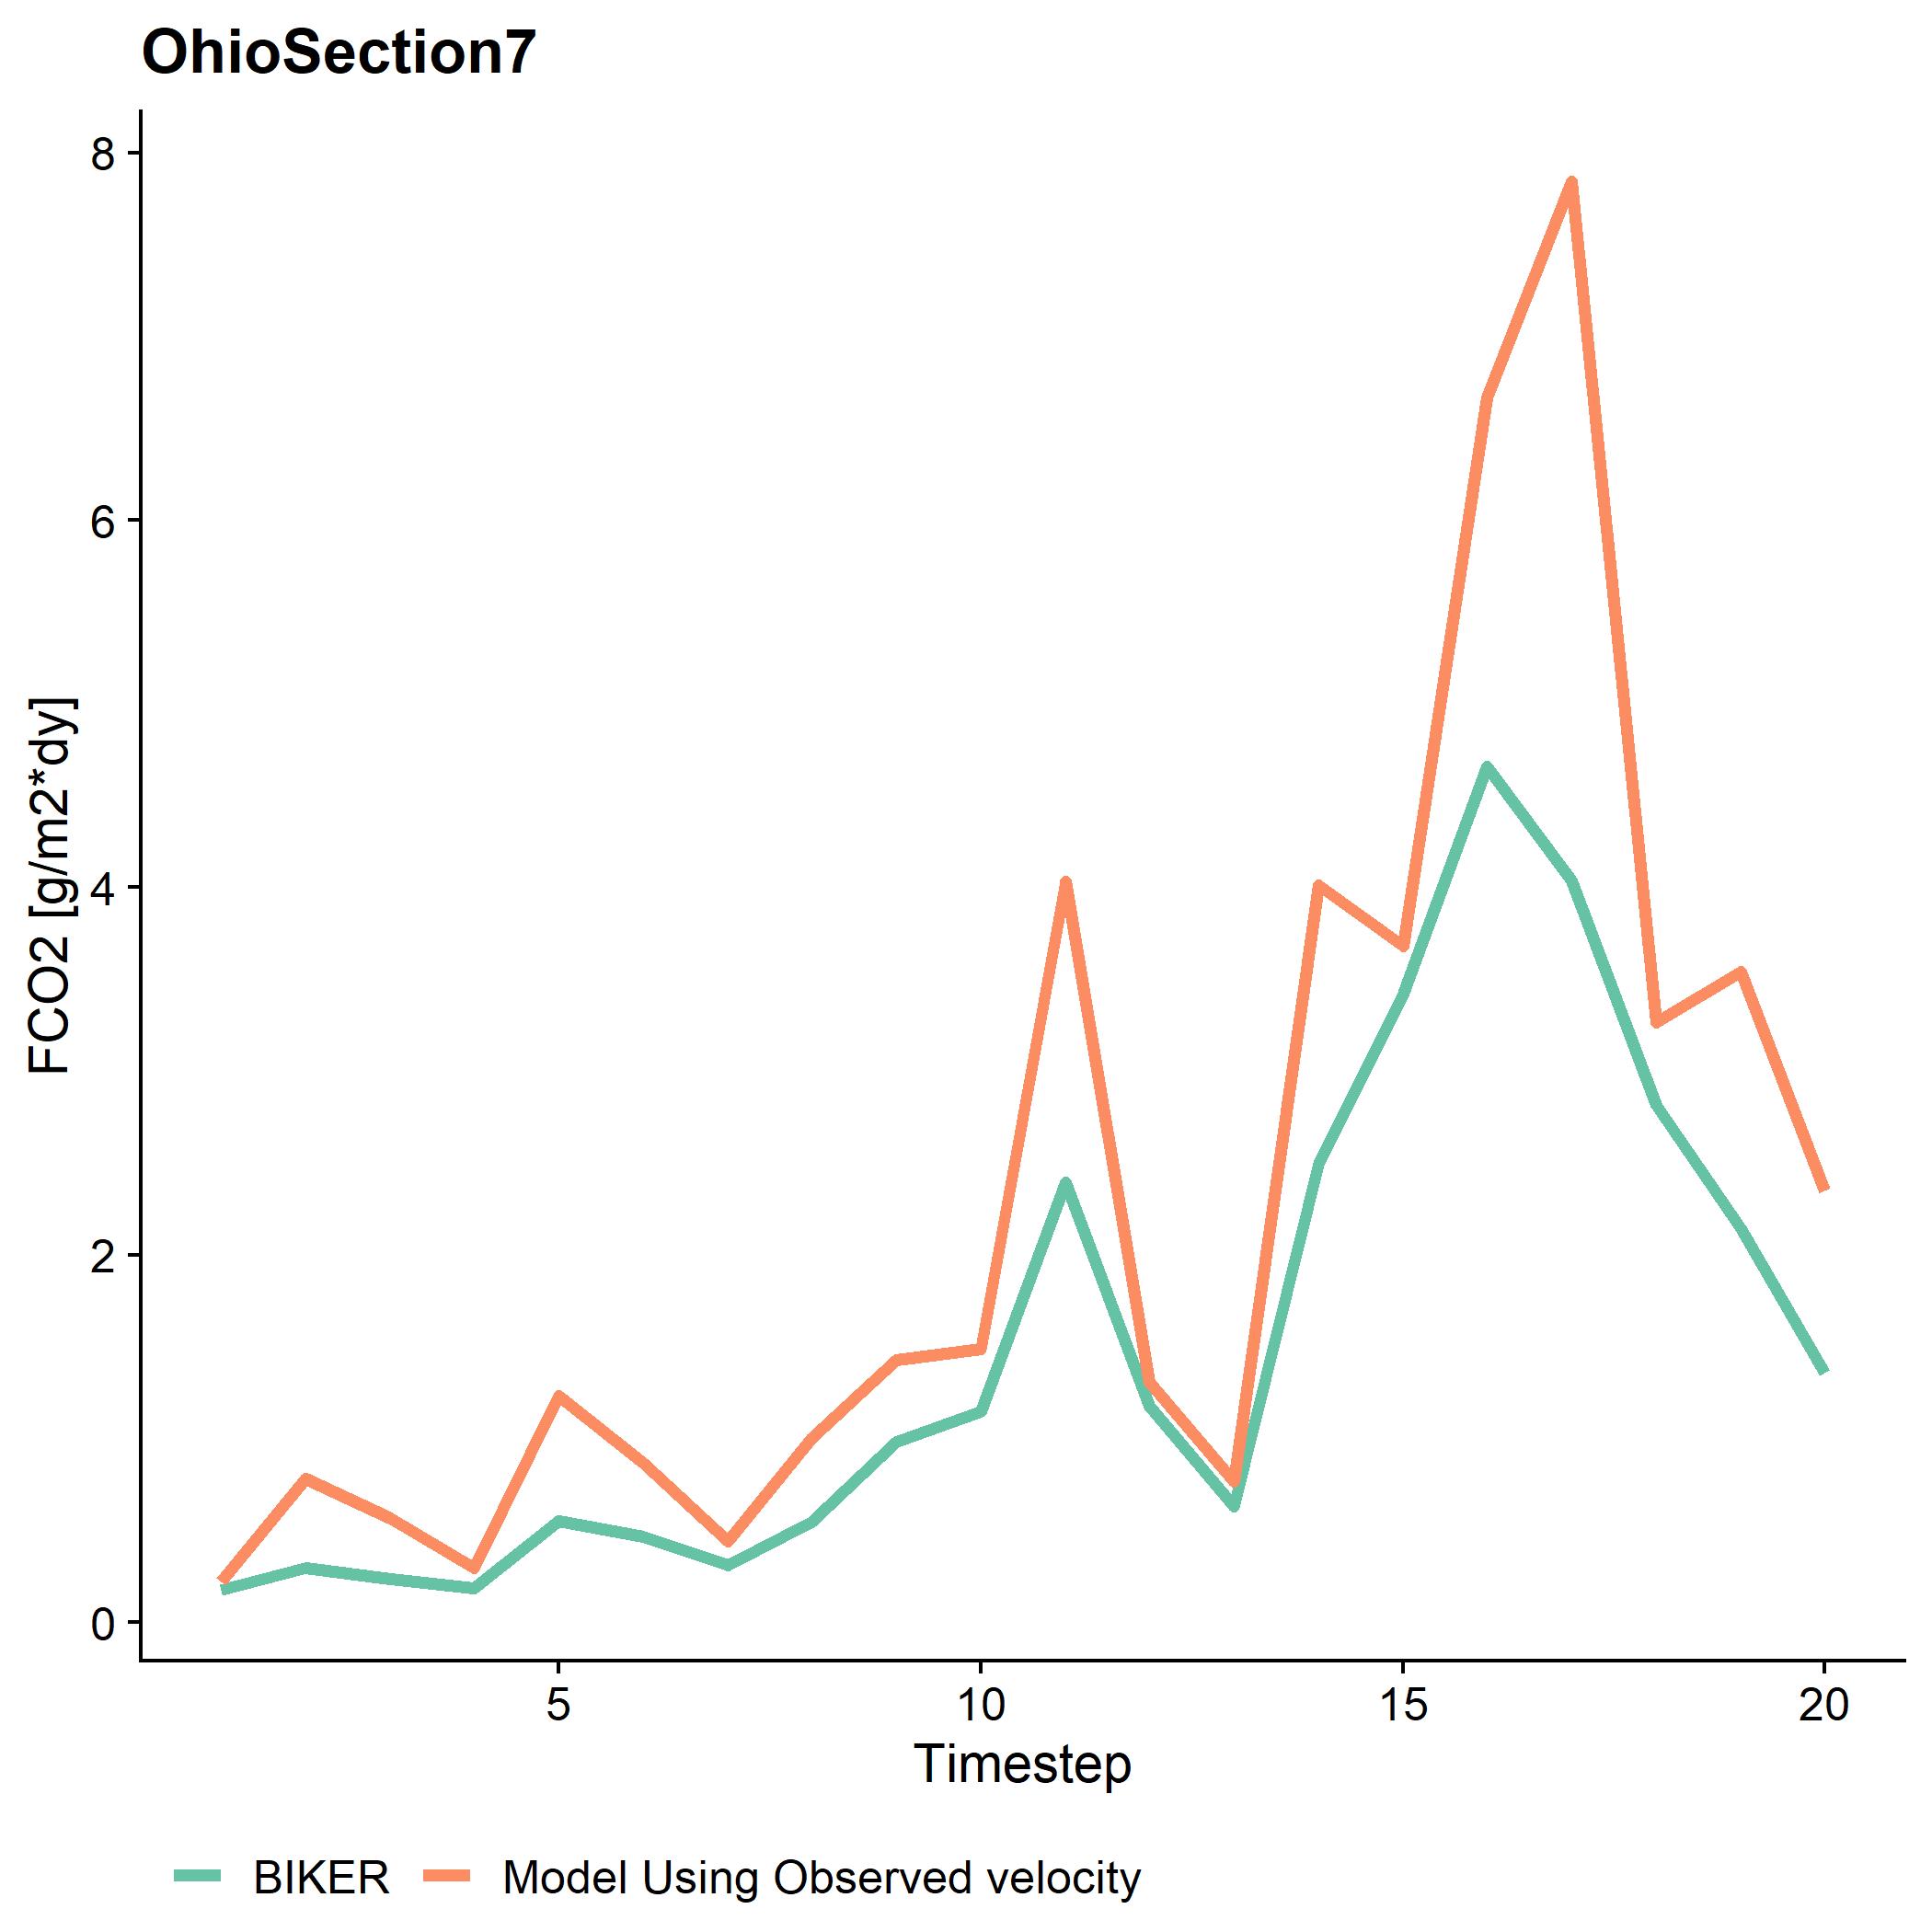 OhioSection7
8
6
4
2
0
FCO2 [g/m2*dy]
5 10 15 20
Timestep
BIKER Model Using Observed velocity